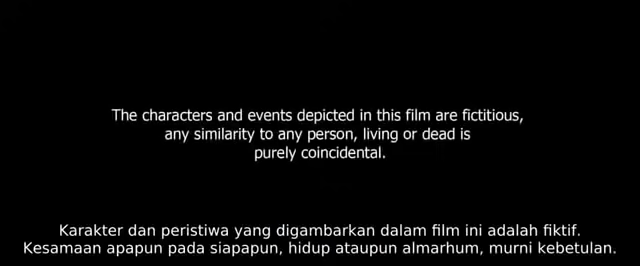 The characters and events depicted in this film are fictitious,
any similarity to any person, living or dead is
purely coincidental.
Karakter dan peristiwa yang digambarkan dalam film ini adalah fiktif.
Kesamaan apapun pada siapapun, hidup ataupun almarhum, murni kebetulan.